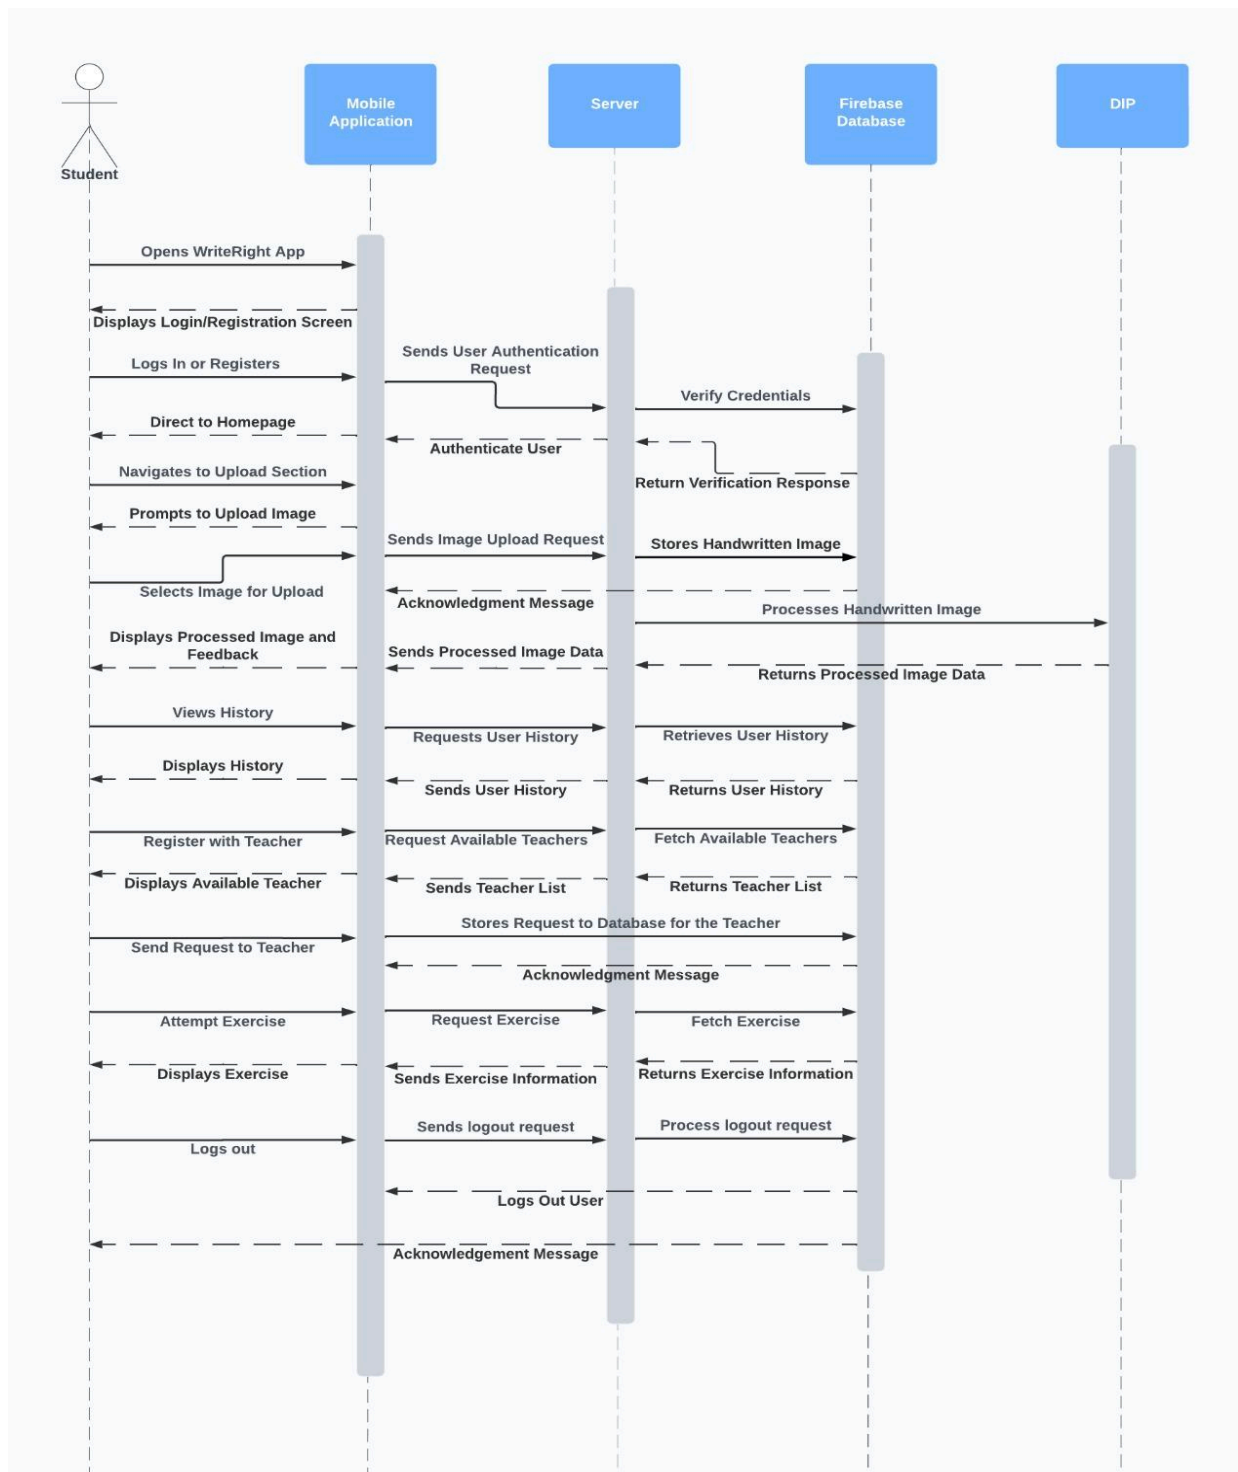 Mobile
Application
Server
Firebase
Database
DIP
Student
Opens WriteRight App
Displays Login/Registration Screen
Sends User Authentication
Request
Logs In or Registers
Verify Credentials
Direct to Homepage
Authenticate User
Navigates to Upload Section
Return Verification Response
Prompts to Upload Image
Sends Image Upload Request
Stores Handwritten Image
Selects Image for Upload
Acknowledgment Message
Processes Handwritten Image
Displays Processed Image and
Feedback
Sends Processed Image Data
Returns Processed Image Data
Views History
Requests User History
Retrieves User History
Displays History
Sends User History
Returns User History
Register with Teacher
Request Available Teachers
Fetch Available Teachers
Displays Available Teacher
Sends Teacher List
Returns Teacher List
Stores Request to Database for the Teacher
Send Request to Teacher
Acknowledgment Message
Attempt Exercise
Request Exercise
Fetch Exercise
Displays Exercise
Sends Exercise Information
Returns Exercise Information
Logs out
Sends logout request
Process logout request
Logs Out User
Acknowledgement Message